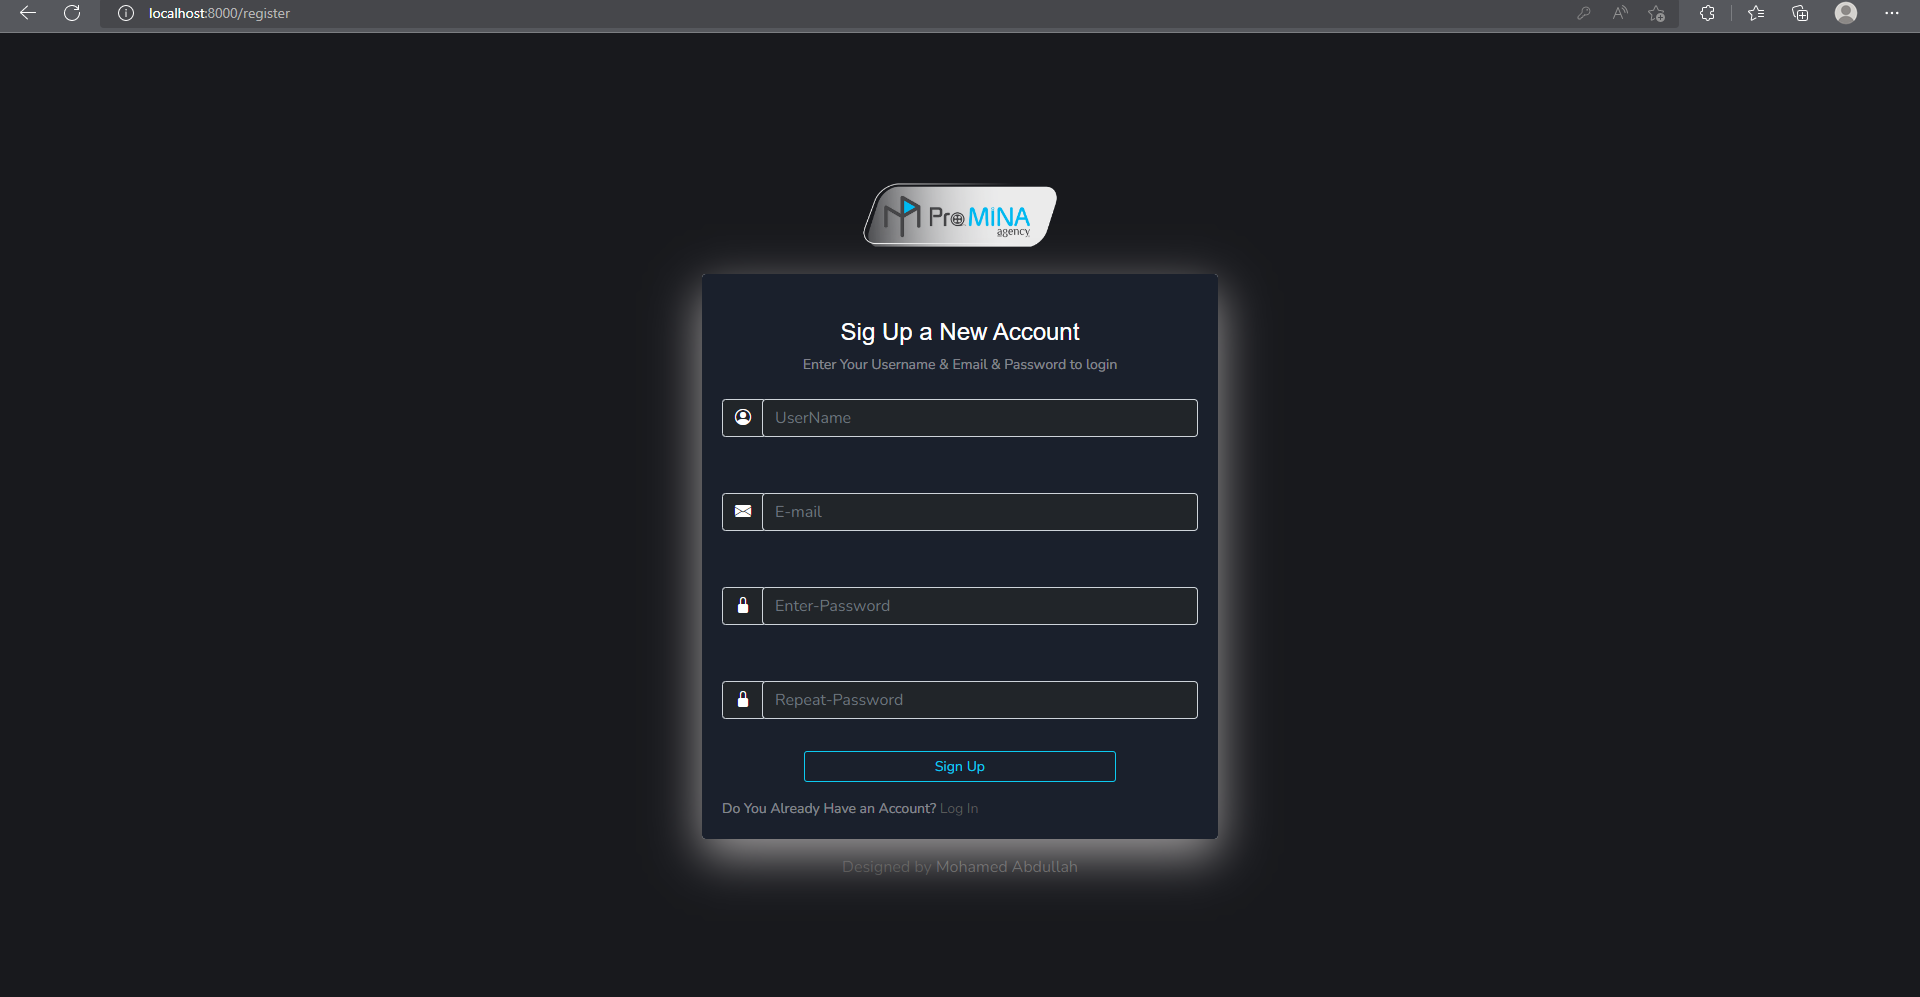 localhost:8000/register
ProMINA
agency
Sig Up a New Account
Enter Your Username & Email & Password to login
UserName
E-mail
Enter-Password
Repeat-Password
Sign Up
Do You Already Have an Account? Log In
Designed by Mohamed Abdullah